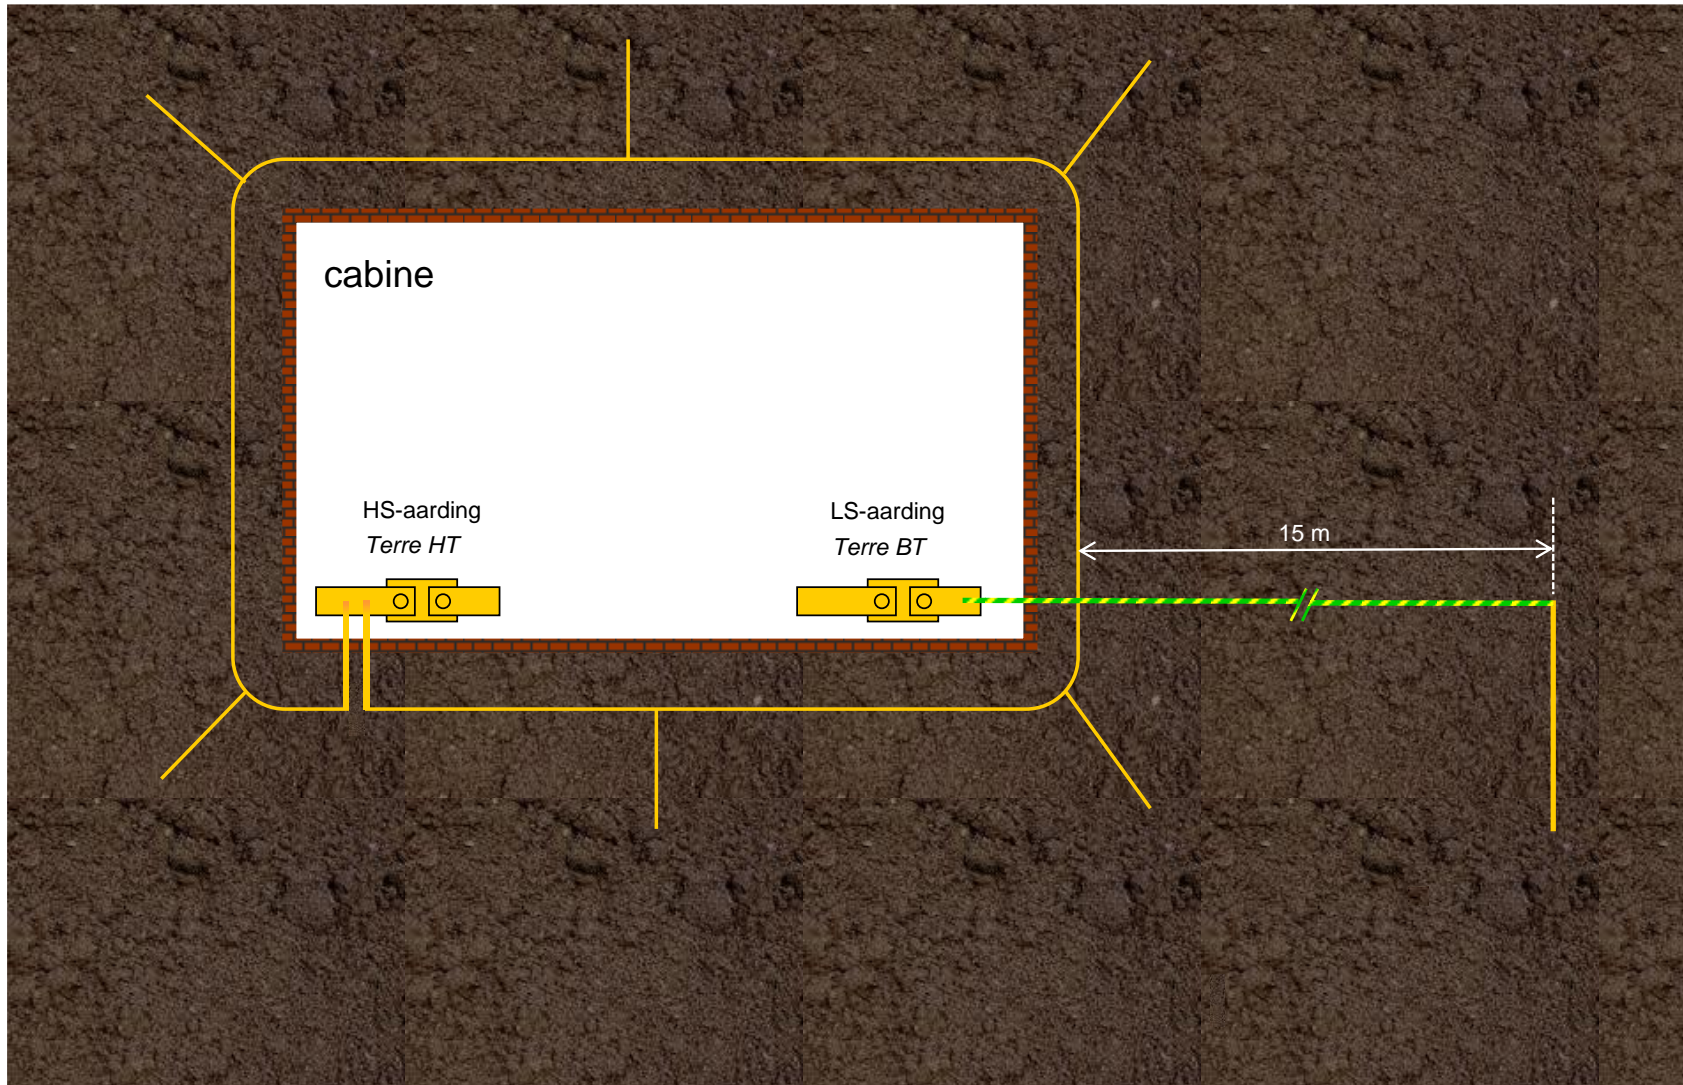 cabine
HS-aarding
Terre HT
LS-aarding
Terre BT
15 m